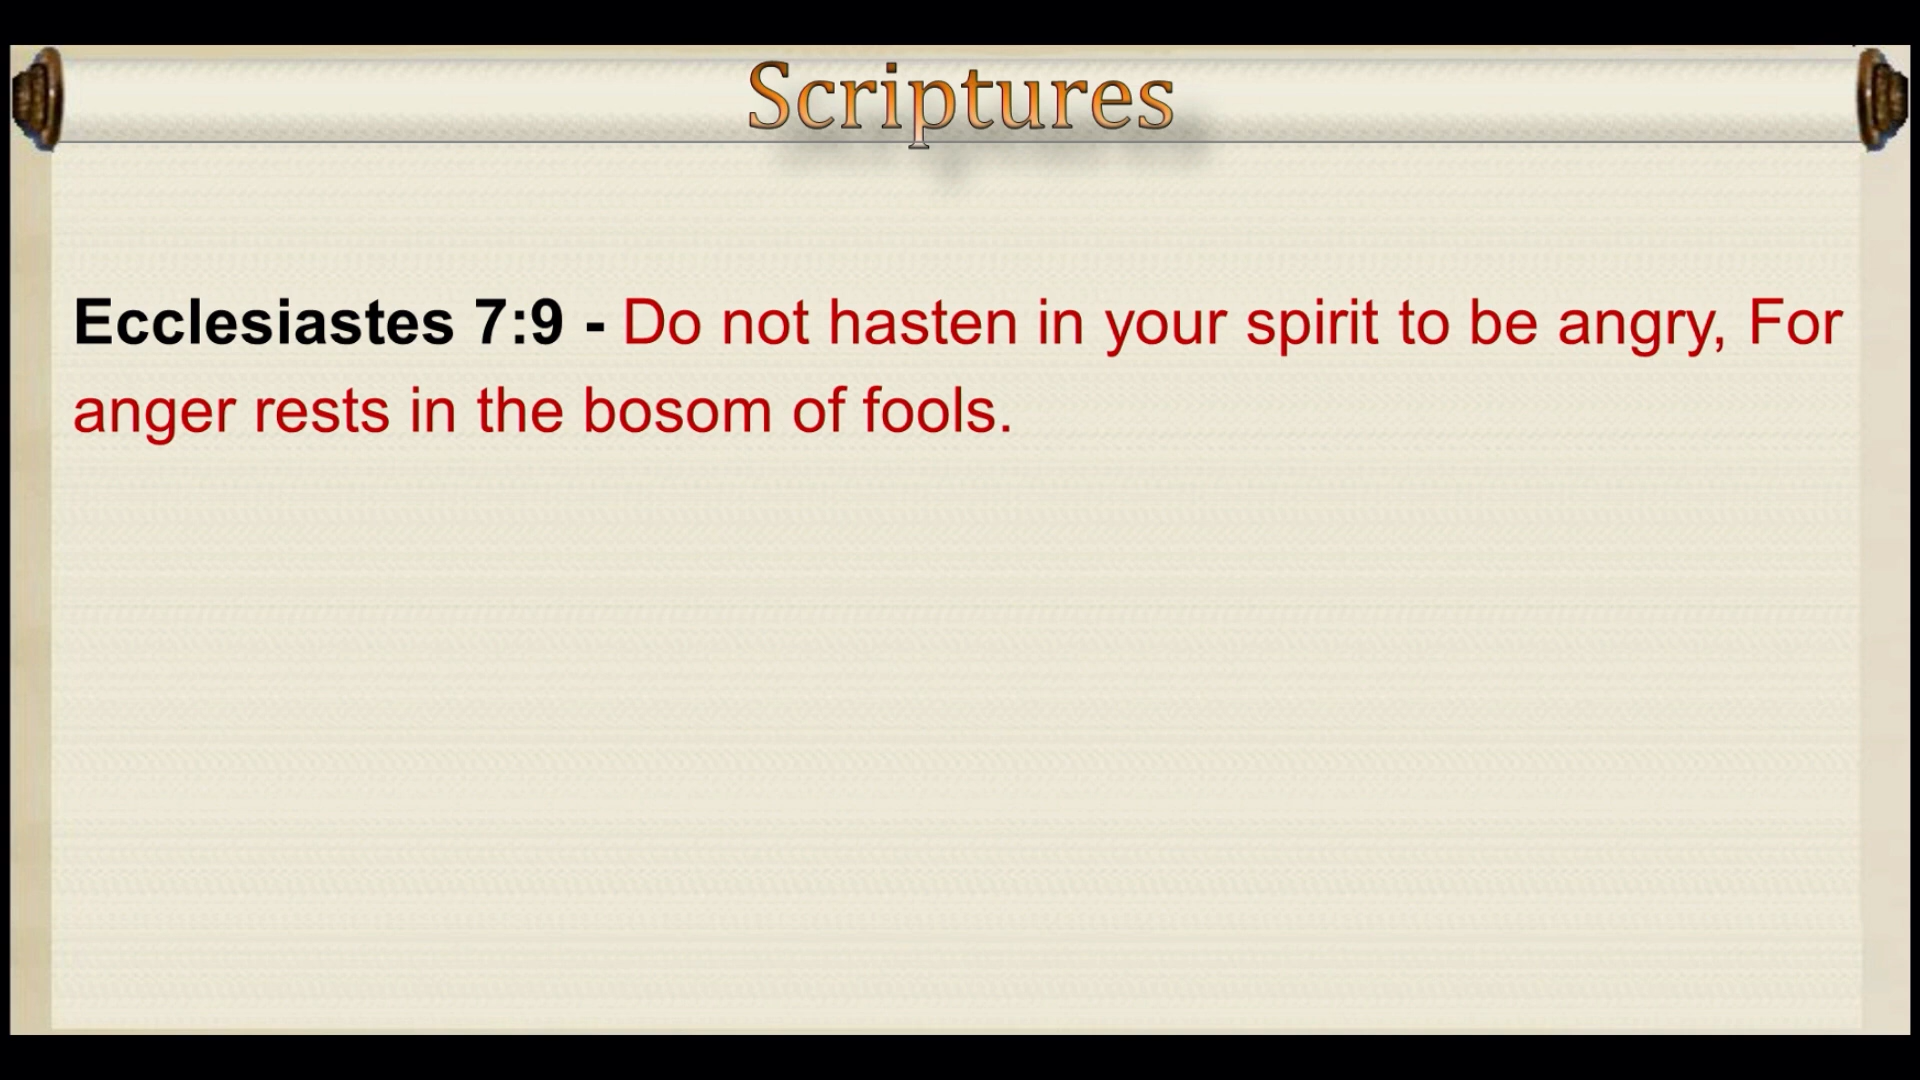 Scriptures
Ecclesiastes 7:9 - Do not hasten in your spirit to be angry, For
anger rests in the bosom of fools.